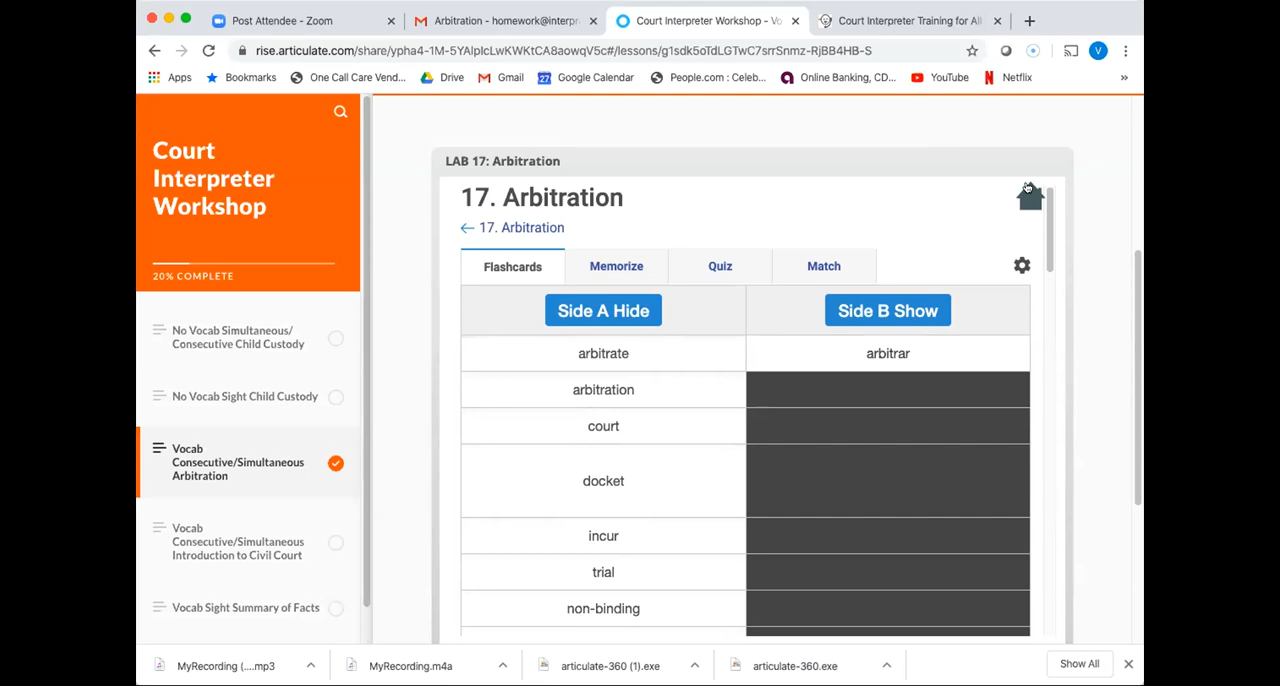 Post Attendee - Zoom
Arbitration - homework@interpr
Court Interpreter Workshop - Vo
Court Interpreter Training for All
rise.articulate.com/share/ypha4-1M-5YAlplcLwKWKtCA8aowqV5c#/lessons/g1sdk5oTdLGTwC7srrSnmz-RjBB4HB-S
V
Apps
Bookmarks
One Call Care Vend...
Drive
27
Gmail
Google Calendar
People.com : Celeb...
Online Banking, CD...
YouTube
Netflix
»
Court
Interpreter
Workshop
20% COMPLETE
No Vocab Simultaneous/
Consecutive Child Custody
No Vocab Sight Child Custody
Vocab
Consecutive/Simultaneous
Arbitration
Vocab
Consecutive/Simultaneous
Introduction to Civil Court
Vocab Sight Summary of Facts
LAB 17: Arbitration
17. Arbitration
← 17. Arbitration
Flashcards
Memorize
Quiz
Match
Side A Hide
Side B Show
arbitrate
arbitrar
arbitration
court
docket
incur
trial
non-binding
MyRecording (....mp3
MyRecording.m4a
articulate-360 (1).exe
articulate-360.exe
Show All